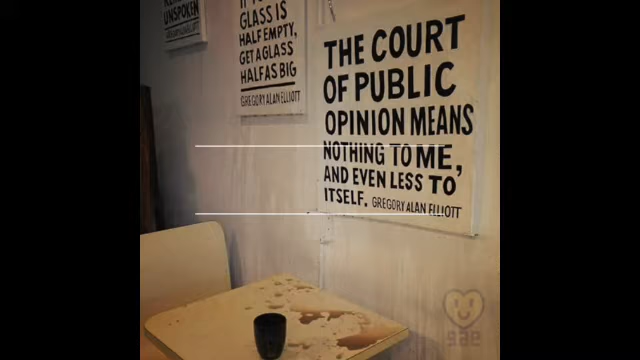 UNSPOKEN
GLASS IS
HALF EMPTY,
GET A GLASS
HALF AS BIG
GREGORY ALAN ELLIOTT
THE COURT
OF PUBLIC
OPINION MEANS
NOTHING TO ME,
AND EVEN LESS TO
ITSELF. GREGORY ALAN ELLIOTT
gae